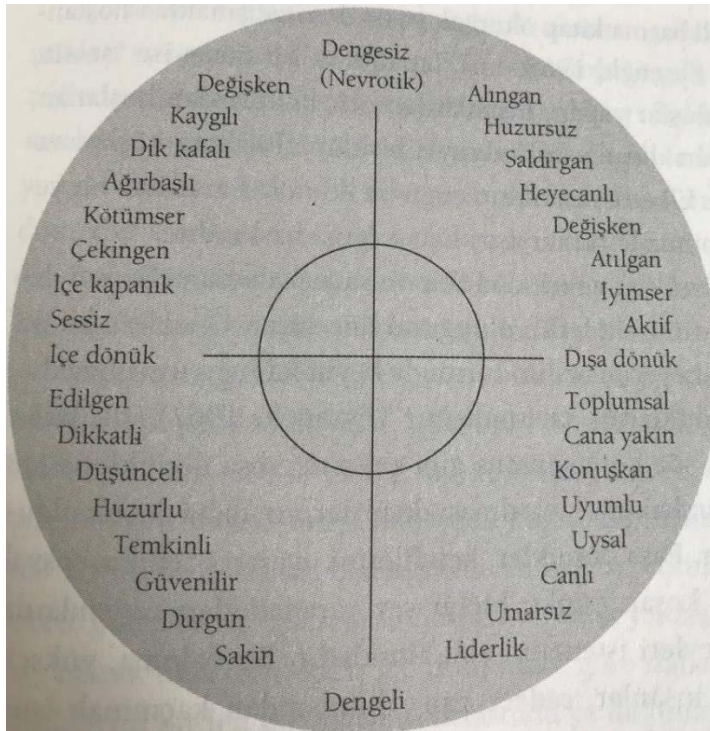 Dengesiz
(Nevrotik)
Değişken
Kaygılı
Dik kafalı
Ağırbaşlı
Kötümser
Çekingen
İçe kapanık
Sessiz
İçe dönük
Alıngan
Huzursuz
Saldırgan
Heyecanlı
Değişken
Atılgan
İyimser
Aktif
Dışa dönük
Edilgen
Dikkatli
Düşünceli
Huzurlu
Temkinli
Güvenilir
Durgun
Sakin
Toplumsal
Cana yakın
Konuşkan
Uyumlu
Uysal
Canlı
Umarsız
Liderlik
Dengeli